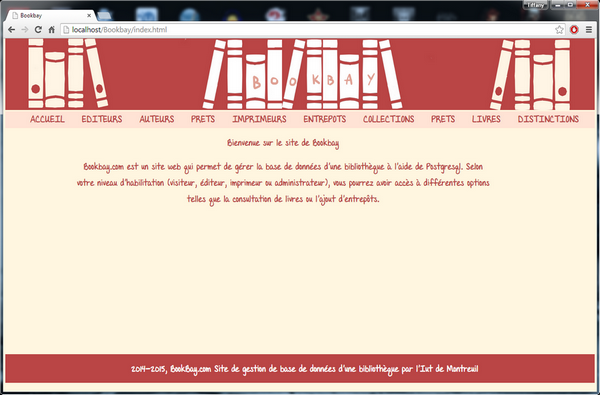 Tiffany
Bookbay
localhost/Bookbay/index.html
BOOKBAY
ACCUEIL EDITEURS AUTEURS PRETS IMPRIMEURS ENTREPOTS COLLECTIONS PRETS LIVRES DISTINCTIONS
Bienvenue sur le site de Bookbay
Bookbay.com est un site web qui permet de gérer la base de données d'une bibliothèque à l'aide de Postgresql. Selon
votre niveau d'habilitation (visiteur, éditeur, imprimeur ou administrateur), vous pourrez avoir accès à différentes options
telles que la consultation de livres ou l'ajout d'entrepôts.
2014-2015, BookBay.com Site de gestion de base de données d'une bibliothèque par l'Iut de Montreuil